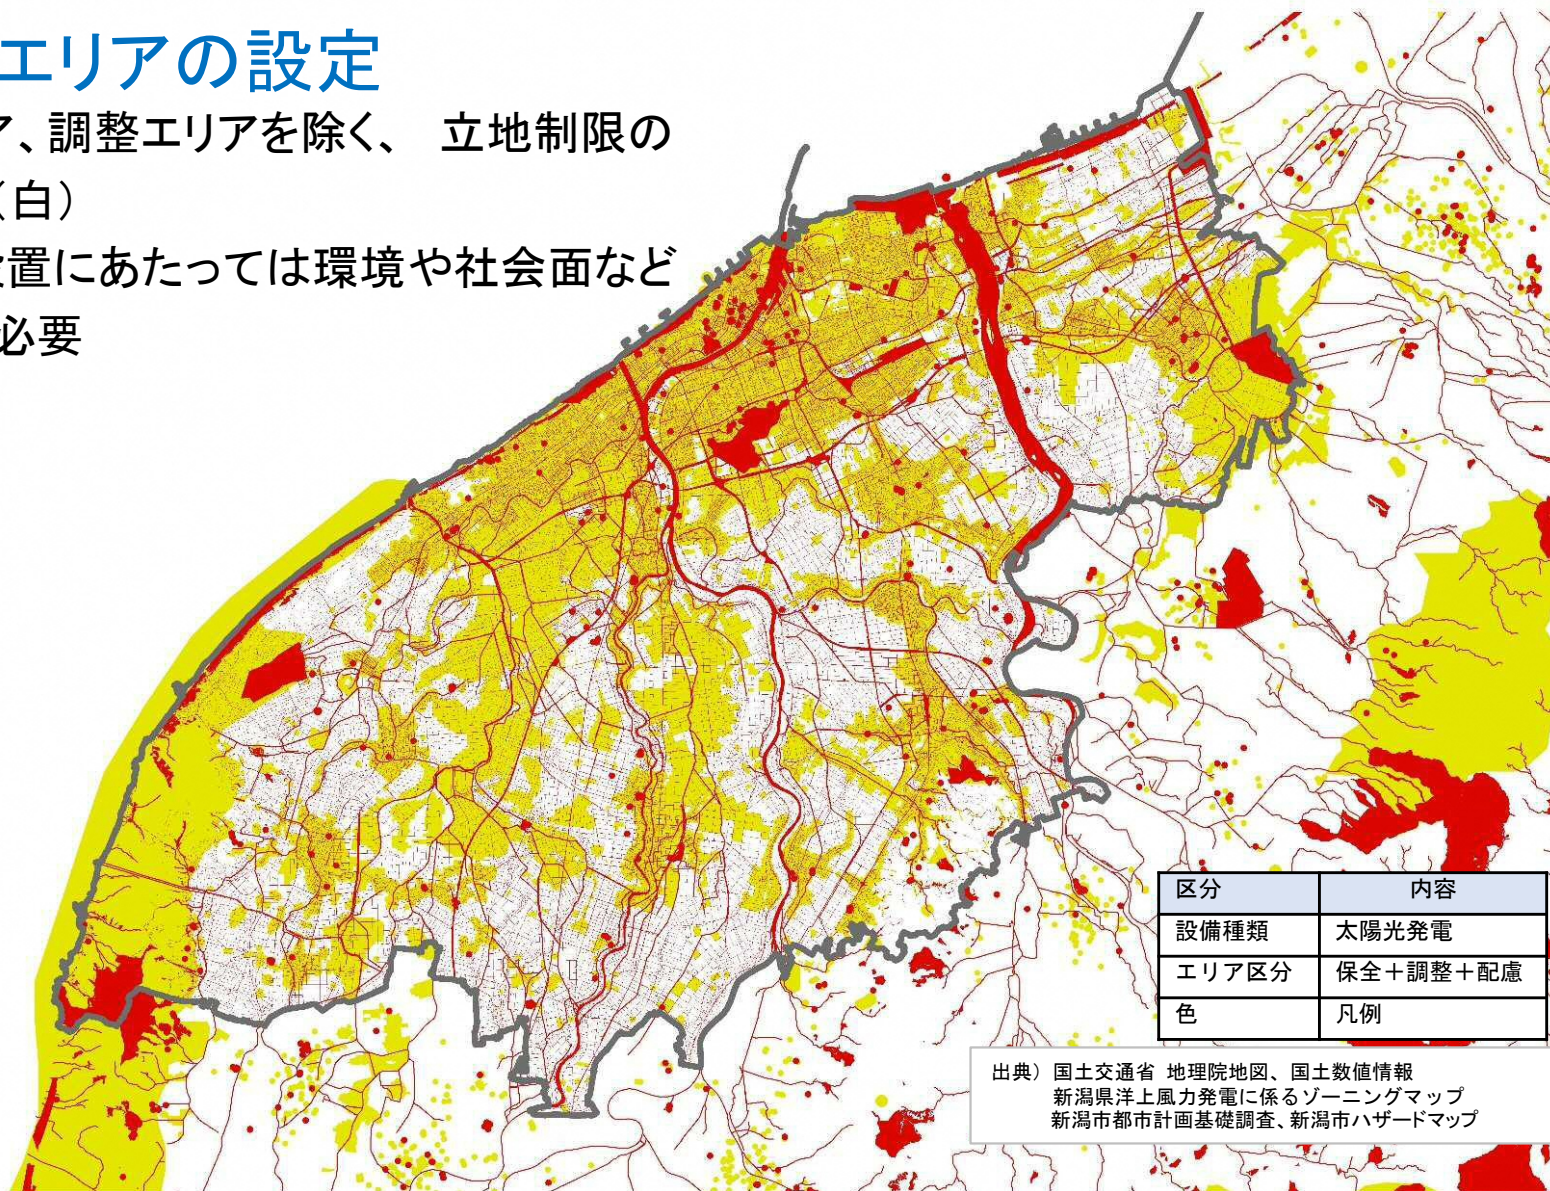 エリアの設定
ア、調整エリアを除く、 立地制限の
（白）
設置にあたっては環境や社会面など
必要
区分 内容
設備種類 太陽光発電
エリア区分 保全＋調整＋配慮
色 凡例
出典） 国土交通省 地理院地図、国土数値情報
新潟県洋上風力発電に係るゾーニングマップ
新潟市都市計画基礎調査、新潟市ハザードマップ